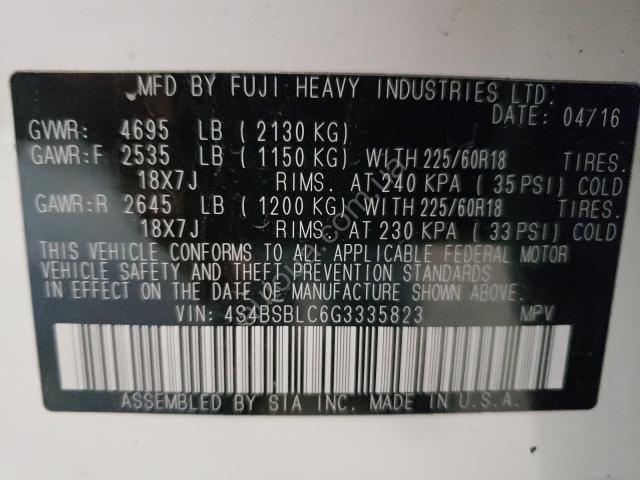 MFD BY FUJI HEAVY INDUSTRIES LTD.
DATE: 04/16
GVWR: 4695 LB ( 2130 KG)
GAWR:F 2535 LB ( 1150 KG) WITH 225/60R18 TIRES.
18X7J RIMS. AT 240 KPA ( 35 PSI) COLD
GAWR:R 2645 LB ( 1200 KG) WITH 225/60R18 TIRES.
18X7J RIMS. AT 230 KPA ( 33 PSI) COLD
THIS VEHICLE CONFORMS TO ALL APPLICABLE FEDERAL MOTOR
VEHICLE SAFETY AND THEFT PREVENTION STANDARDS
IN EFFECT ON THE DATE OF MANUFACTURE SHOWN ABOVE.
VIN: 4S4BSBLC6G3335823 MPV
ASSEMBLED BY SIA INC. MADE IN U.S.A.